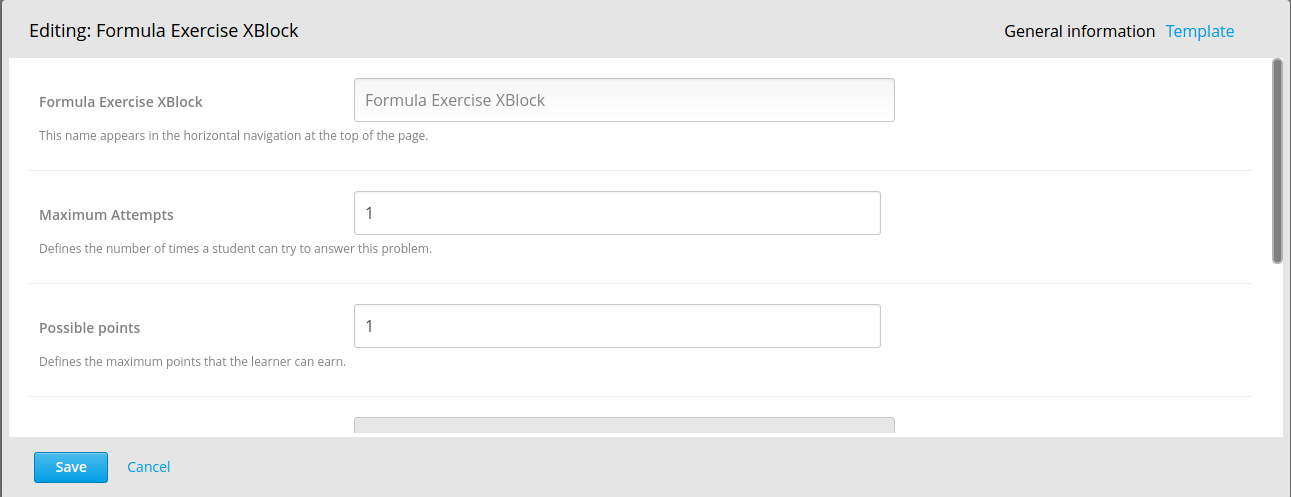 Editing: Formula Exercise XBlock
General information Template
Formula Exercise XBlock
Formula Exercise XBlock
This name appears in the horizontal navigation at the top of the page.
Maximum Attempts
1
Defines the number of times a student can try to answer this problem.
Possible points
1
Defines the maximum points that the learner can earn.
Save Cancel